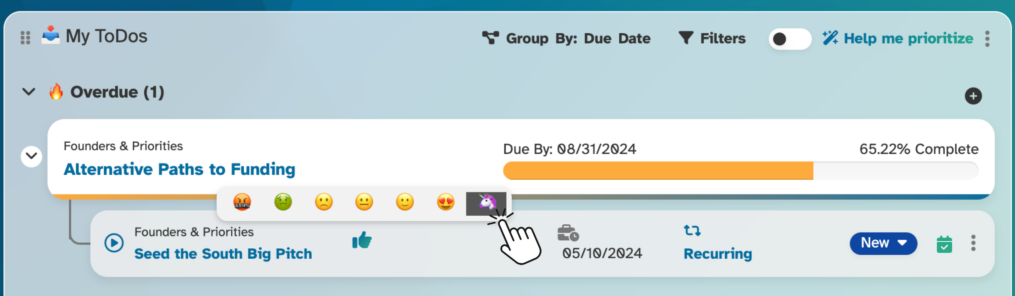 My ToDos
Group By: Due Date
Filters
Help me prioritize
Overdue (1)
Founders & Priorities
Alternative Paths to Funding
Due By: 08/31/2024
65.22% Complete
Founders & Priorities
Seed the South Big Pitch
05/10/2024
Recurring
New